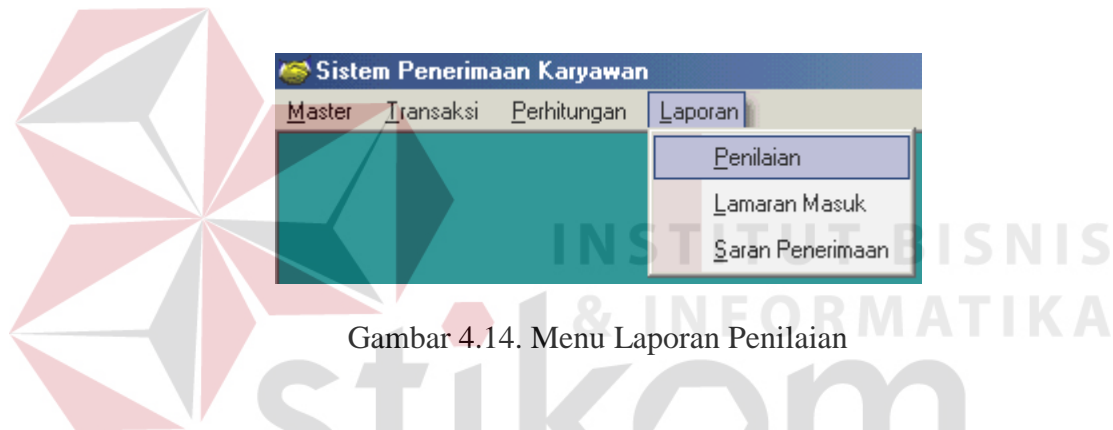 Sistem Penerimaan Karyawan
Master Transaksi Perhitungan Laporan
Penilaian
Lamaran Masuk
Saran Penerimaan
INSTITUT BISNIS
& INFORMATIKA
Gambar 4.14. Menu Laporan Penilaian
stikom